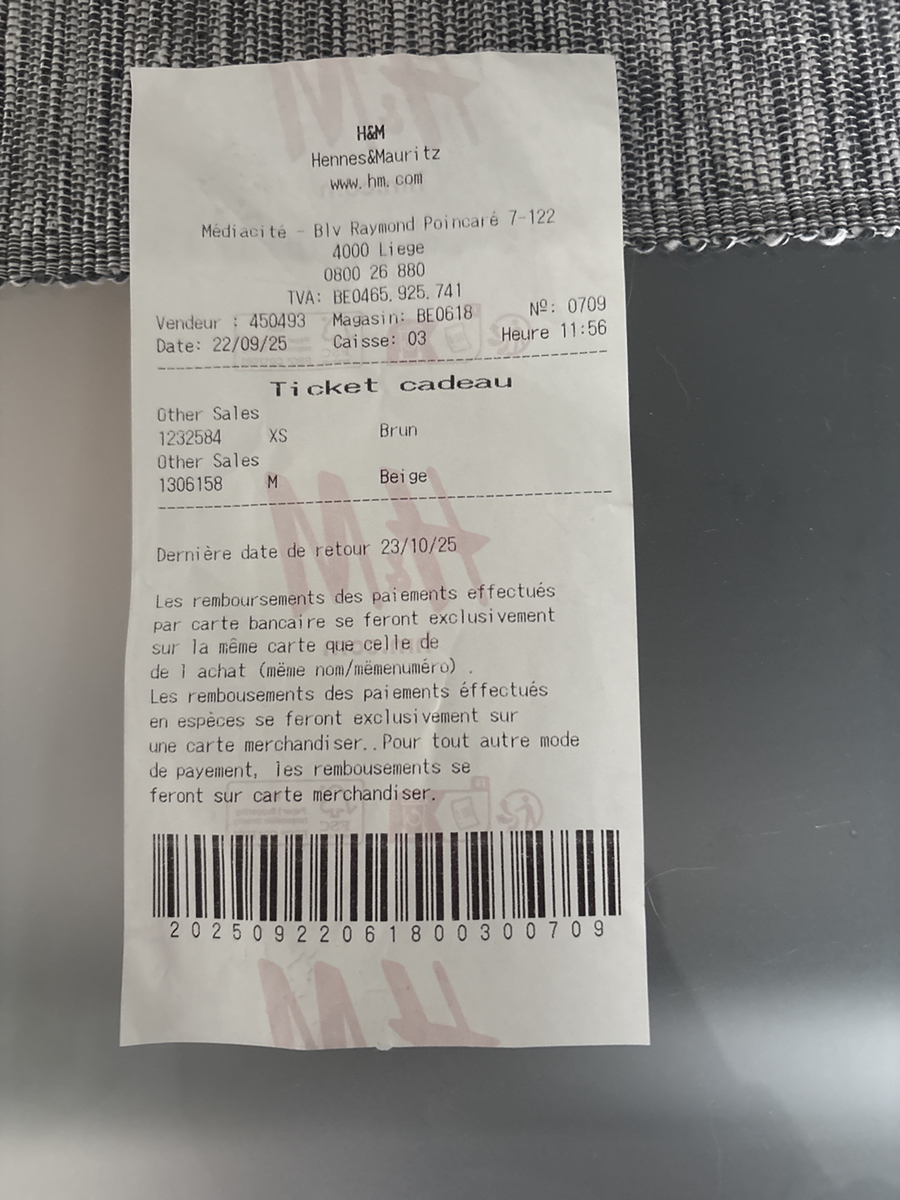 H&M
Hennes&Mauritz
www.hm.com
Médiacité - Blv Raymond Poincaré 7-122
4000 Liege
0800 26 880
TVA: BE0465.925.741
Vendeur : 450493 Magasin: BE0618 Nº: 0709
Date: 22/09/25 Caisse: 03 Heure 11:56
Ticket cadeau
Other Sales
1232584 XS Brun
Other Sales
1306158 M Beige
Dernière date de retour 23/10/25
Les remboursements des paiements effectués
par carte bancaire se feront exclusivement
sur la même carte que celle de
de l achat (mëme nom/mëmenuméro) .
Les rembousements des paiements éffectués
en espèces se feront exclusivement sur
une carte merchandiser..Pour tout autre mode
de payement, les rembousements se
feront sur carte merchandiser.
20250922061800300709